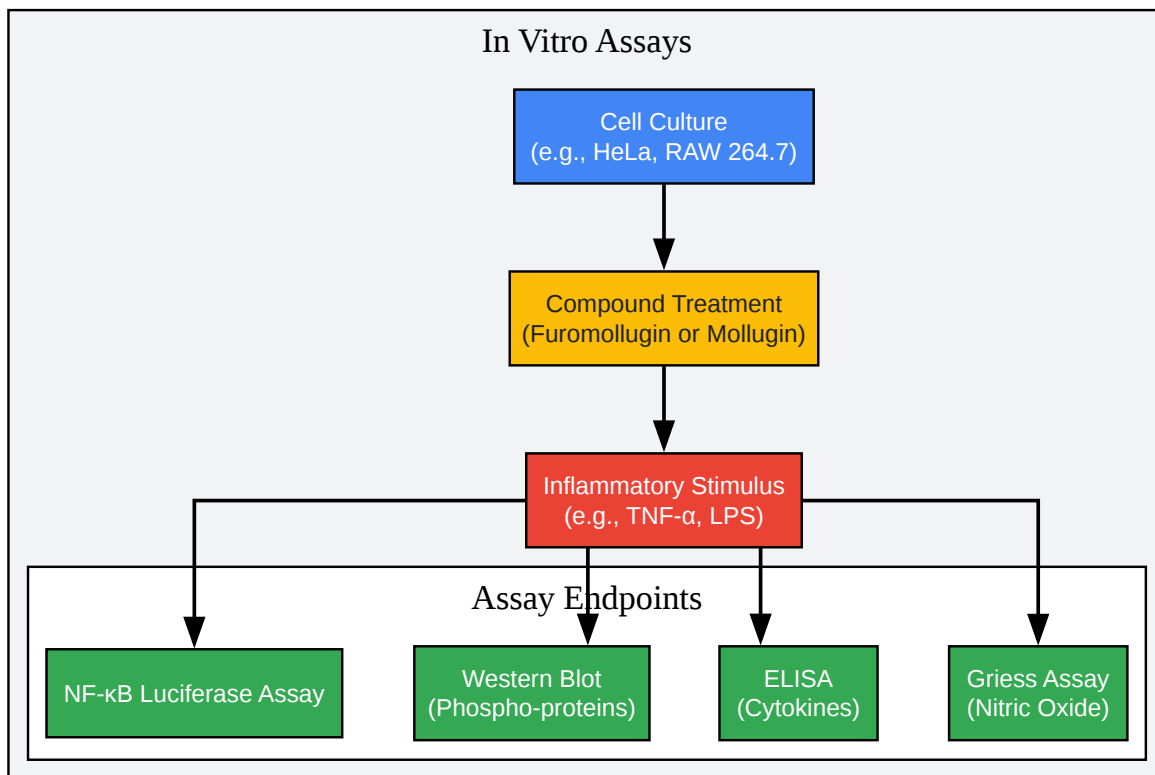 In Vitro Assays
Cell Culture
(e.g., HeLa, RAW 264.7)
Compound Treatment
(Furomollugin or Mollugin)
Inflammatory Stimulus
(e.g., TNF-α, LPS)
Assay Endpoints
NF-κB Luciferase Assay
Western Blot
(Phospho-proteins)
ELISA
(Cytokines)
Griess Assay
(Nitric Oxide)